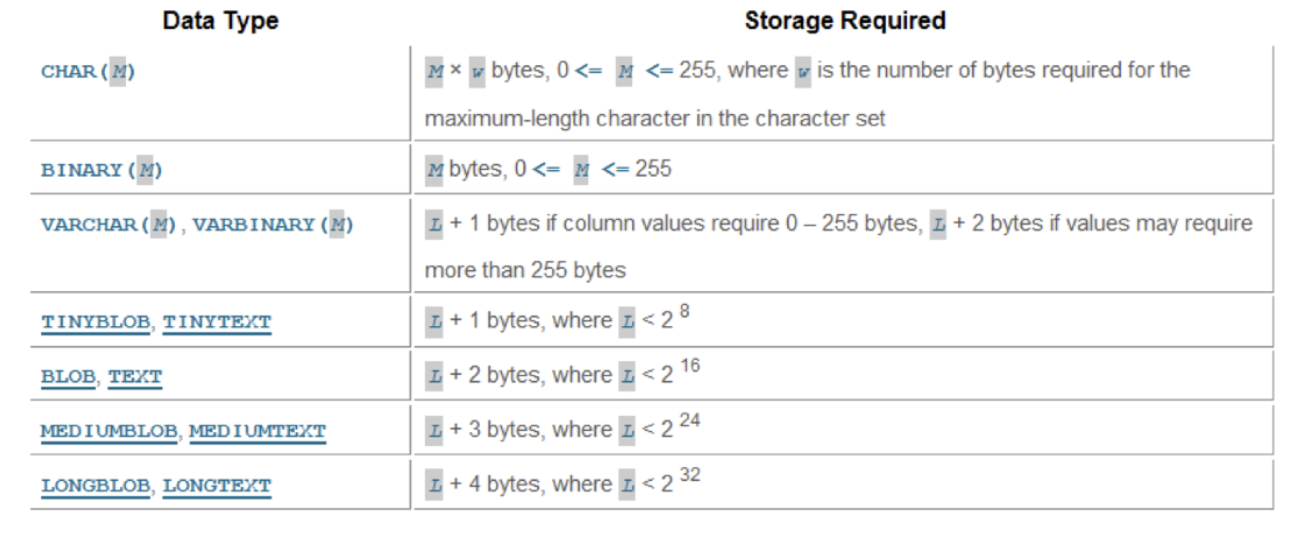 Data Type Storage Required
CHAR(M) M × w bytes, 0 <= M <= 255, where w is the number of bytes required for the
maximum-length character in the character set
BINARY(M) M bytes, 0 <= M <= 255
VARCHAR(M), VARBINARY(M) L + 1 bytes if column values require 0 – 255 bytes, L + 2 bytes if values may require
more than 255 bytes
TINYBLOB, TINYTEXT L + 1 bytes, where L < 2 8
BLOB, TEXT L + 2 bytes, where L < 2 16
MEDIUMBLOB, MEDIUMTEXT L + 3 bytes, where L < 2 24
LONGBLOB, LONGTEXT L + 4 bytes, where L < 2 32